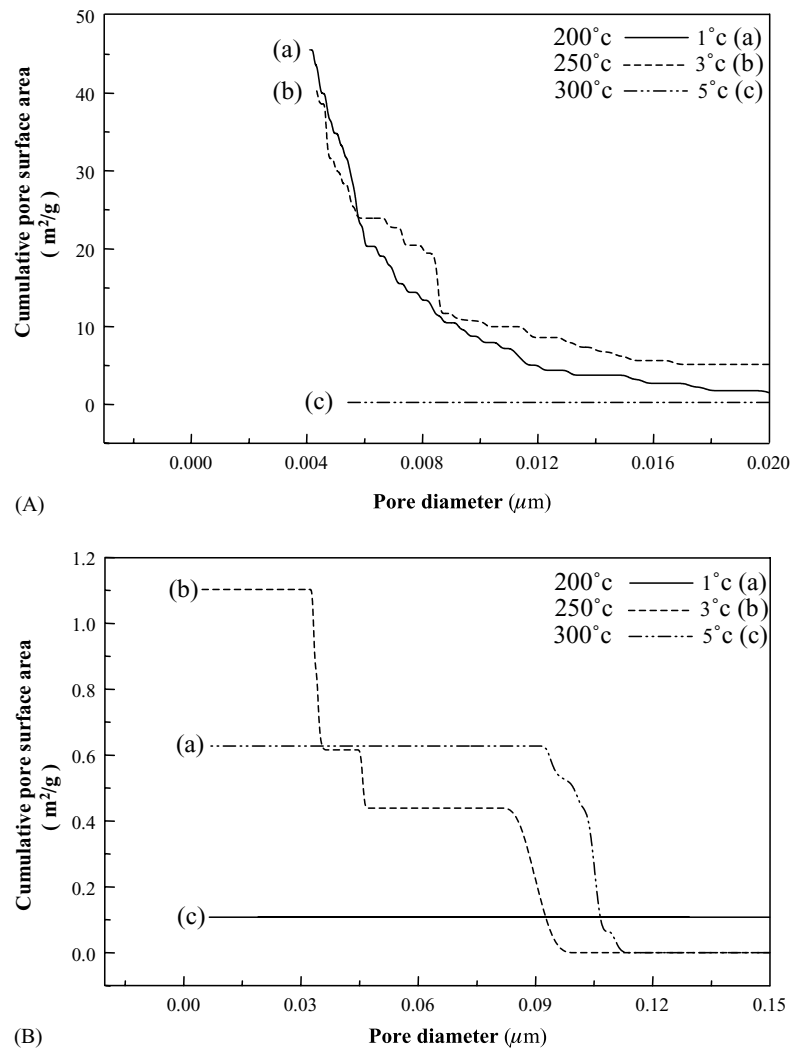 50
40
30
20
10
0
Cumulative pore surface area
( m²/g )
(a)
(b)
(c)
200°c 1°c (a)
250°c 3°c (b)
300°c 5°c (c)
0.000 0.004 0.008 0.012 0.016 0.020
(A)
Pore diameter (μm)
1.2
1.0
0.8
0.6
0.4
0.2
0.0
Cumulative pore surface area
( m²/g )
(b)
(a)
(c)
200°c 1°c (a)
250°c 3°c (b)
300°c 5°c (c)
0.00 0.03 0.06 0.09 0.12 0.15
(B)
Pore diameter (μm)